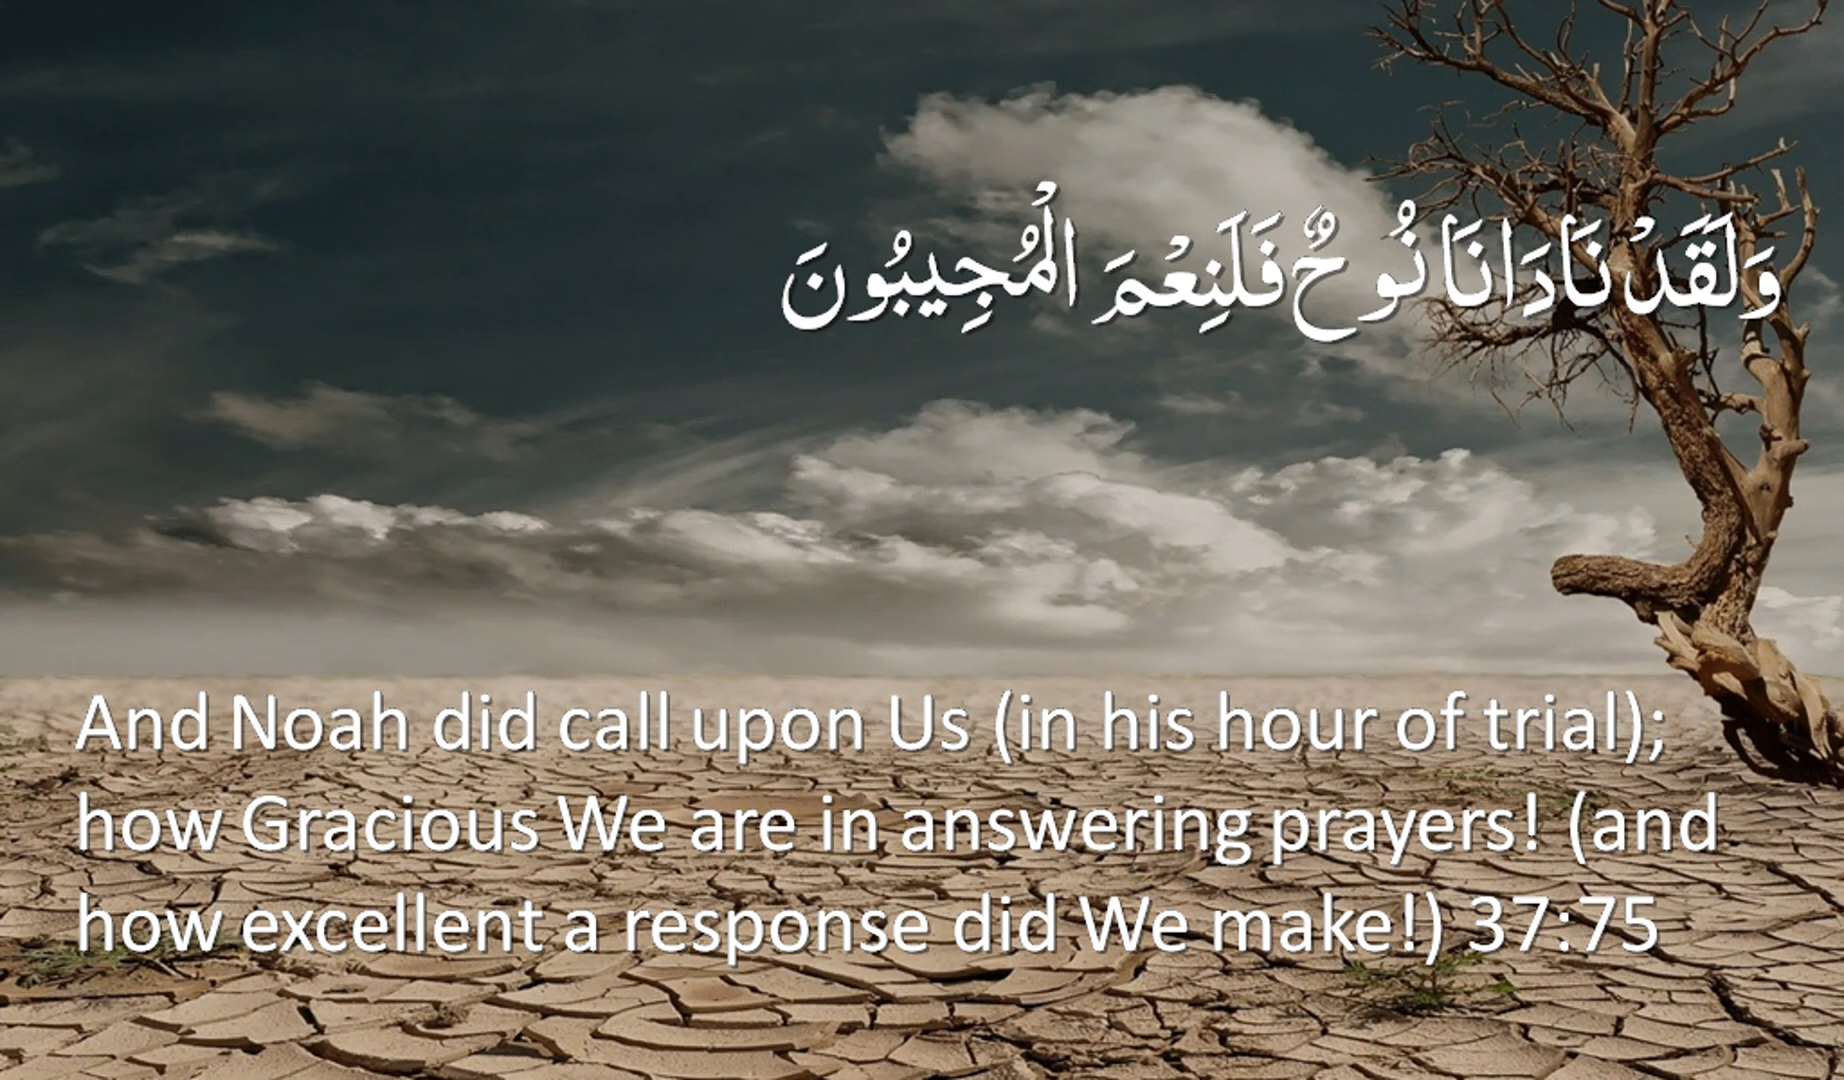 وَلَقَدْ نَادَانَا نُوحٌ فَلَنِعْمَ الْمُجِيبُونَ
And Noah did call upon Us (in his hour of trial);
how Gracious We are in answering prayers! (and
how excellent a response did We make!) 37:75